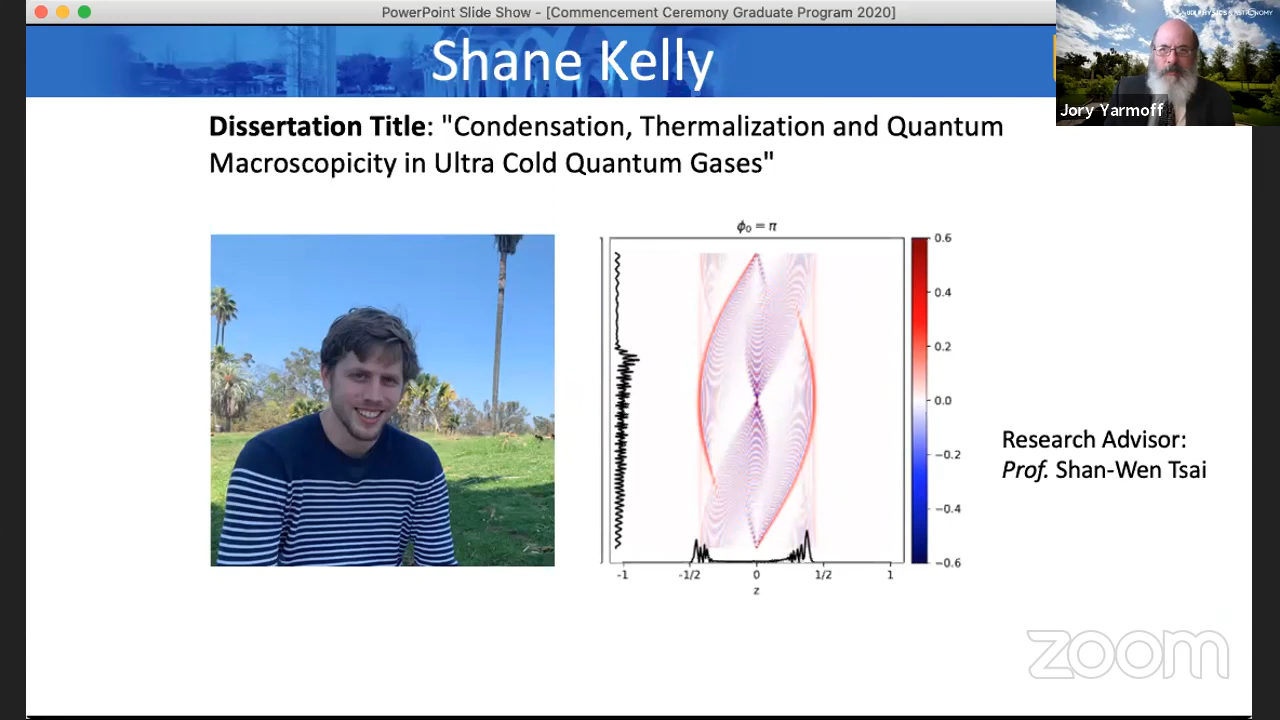 PowerPoint Slide Show - [Commencement Ceremony Graduate Program 2020]
Shane Kelly
Jory Yarmoff
Dissertation Title: "Condensation, Thermalization and Quantum
Macroscopicity in Ultra Cold Quantum Gases"
ϕ₀ = π
0.6
0.4
0.2
0.0
−0.2
−0.4
−0.6
-1
-1/2
0
1/2
1
z
Research Advisor:
Prof. Shan-Wen Tsai
zoom